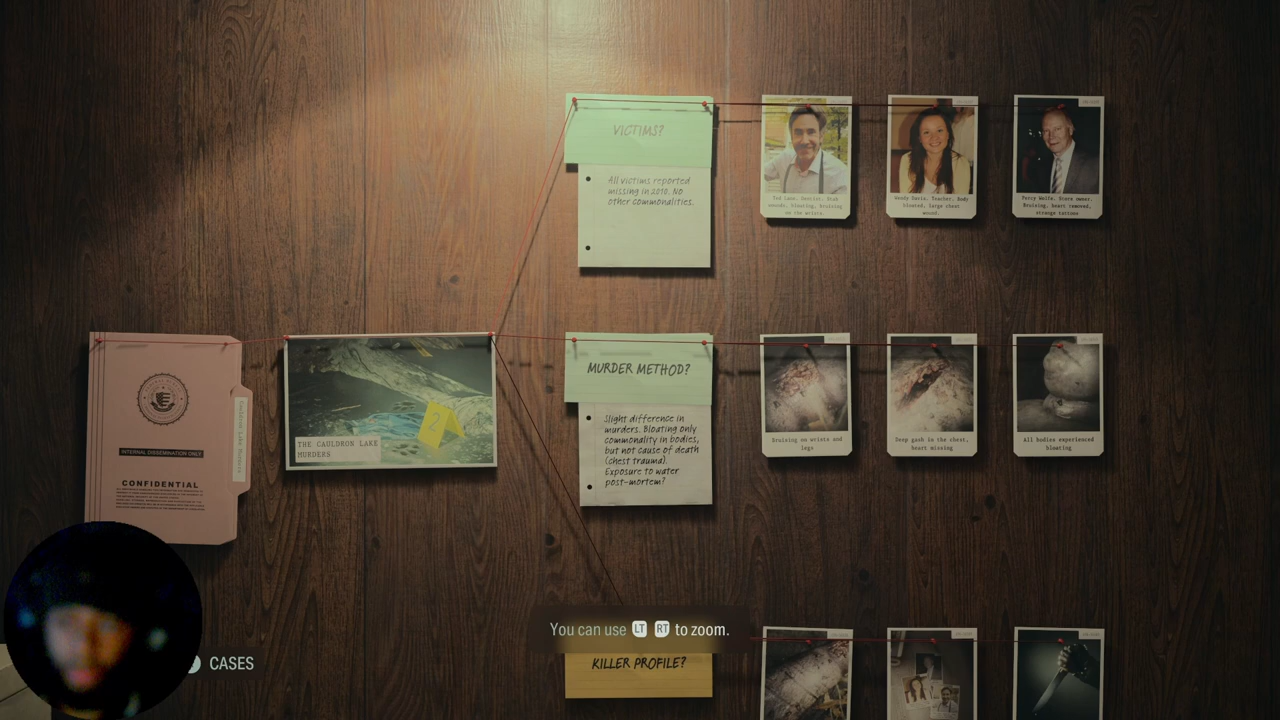 VICTIMS?
All victims reported
missing in 2010. No
other commonalities.
Ted Lane. Dentist. Stab
wounds, bloating, bruising
on the wrists.
Wendy Davis. Teacher. Body
bloated, large chest
wound.
Percy Wolfe. Store owner.
Bruising, heart removed,
strange tattoos
INTERNAL DISSEMINATION ONLY
CONFIDENTIAL
Cauldron Lake Murders
THE CAULDRON LAKE
MURDERS
2
MURDER METHOD?
Slight difference in
murders. Bloating only
commonality in bodies,
but not cause of death
(chest trauma).
Exposure to water
post-mortem?
Bruising on wrists and
legs
Deep gash in the chest,
heart missing
All bodies experienced
bloating
You can use LT RT to zoom.
KILLER PROFILE?
CASES